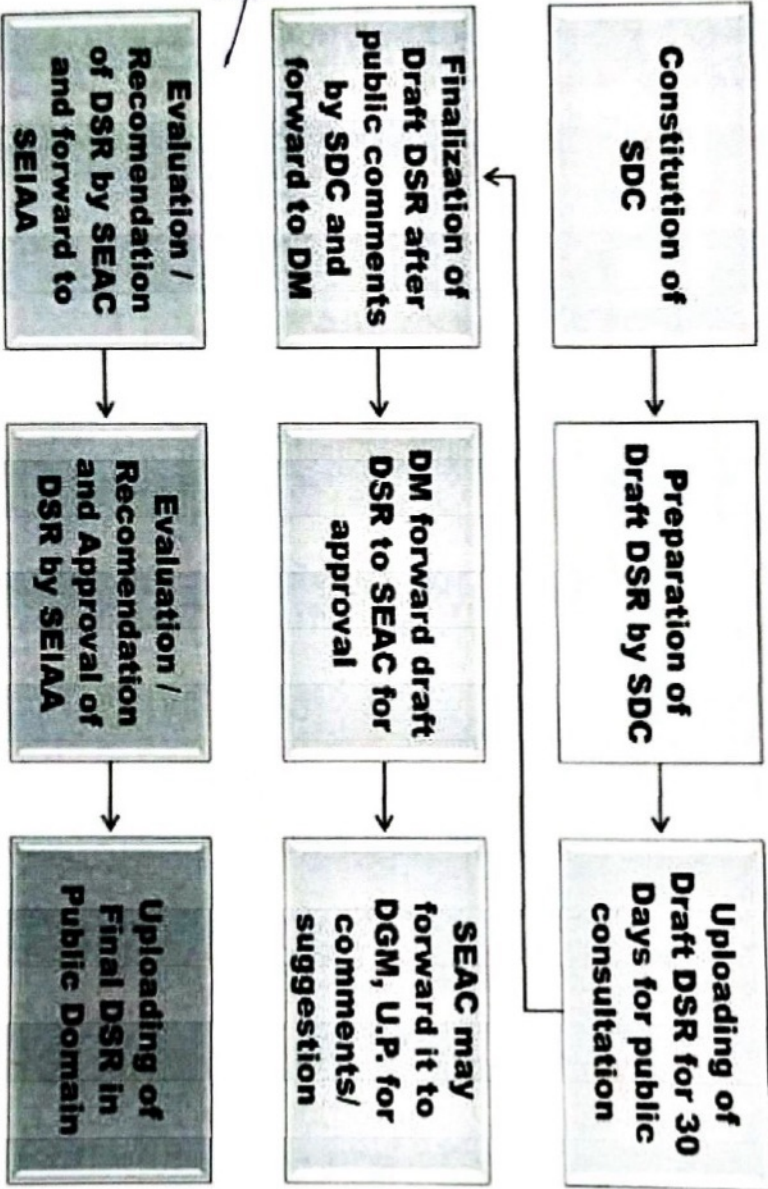 Constitution of
SDC
Preparation of
Draft DSR by SDC
Uploading of
Draft DSR for 30
Days for public
consultation
Finalization of
Draft DSR after
public comments
by SDC and
forward to DM
DM forward draft
DSR to SEAC for
approval
SEAC may
forward it to
DGM, U.P. for
comments/
suggestion
Evaluation /
Recomendation
of DSR by SEAC
and forward to
SEIAA
Evaluation /
Recomendation
and Approval of
DSR by SEIAA
Uploading of
Final DSR in
Public Domain